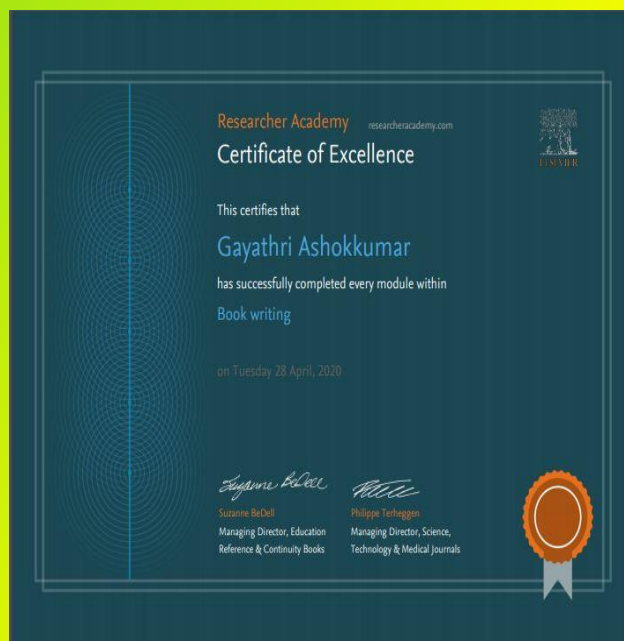 Researcher Academy researcheracademy.com
Certificate of Excellence
ELSEVIER
This certifies that
Gayathri Ashokkumar
has successfully completed every module within
Book writing
on Tuesday 28 April, 2020
Suzanne BeDell
Suzanne BeDell
Managing Director, Education
Reference & Continuity Books
Philippe Terheggen
Managing Director, Science,
Technology & Medical Journals